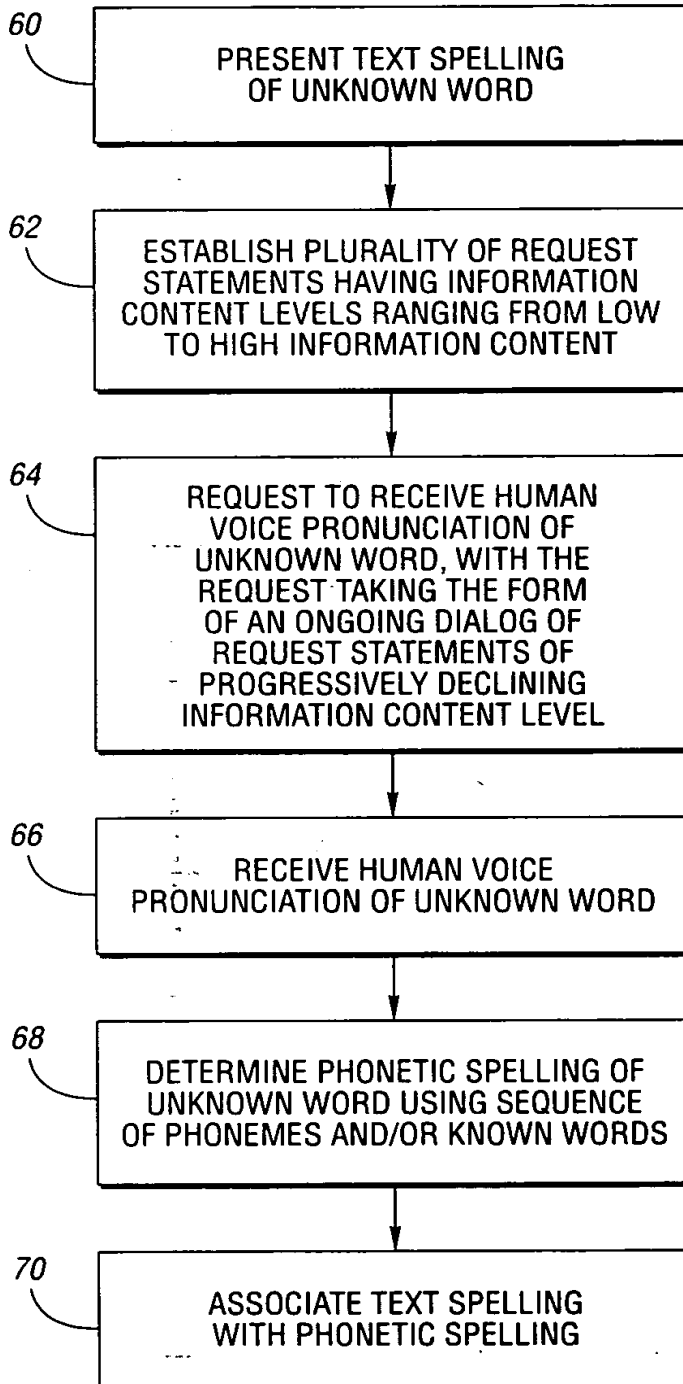 60
PRESENT TEXT SPELLING
OF UNKNOWN WORD
62
ESTABLISH PLURALITY OF REQUEST
STATEMENTS HAVING INFORMATION
CONTENT LEVELS RANGING FROM LOW
TO HIGH INFORMATION CONTENT
64
REQUEST TO RECEIVE HUMAN
VOICE PRONUNCIATION OF
UNKNOWN WORD, WITH THE
REQUEST TAKING THE FORM
OF AN ONGOING DIALOG OF
REQUEST STATEMENTS OF
PROGRESSIVELY DECLINING
INFORMATION CONTENT LEVEL
66
RECEIVE HUMAN VOICE
PRONUNCIATION OF UNKNOWN WORD
68
DETERMINE PHONETIC SPELLING OF
UNKNOWN WORD USING SEQUENCE
OF PHONEMES AND/OR KNOWN WORDS
70
ASSOCIATE TEXT SPELLING
WITH PHONETIC SPELLING